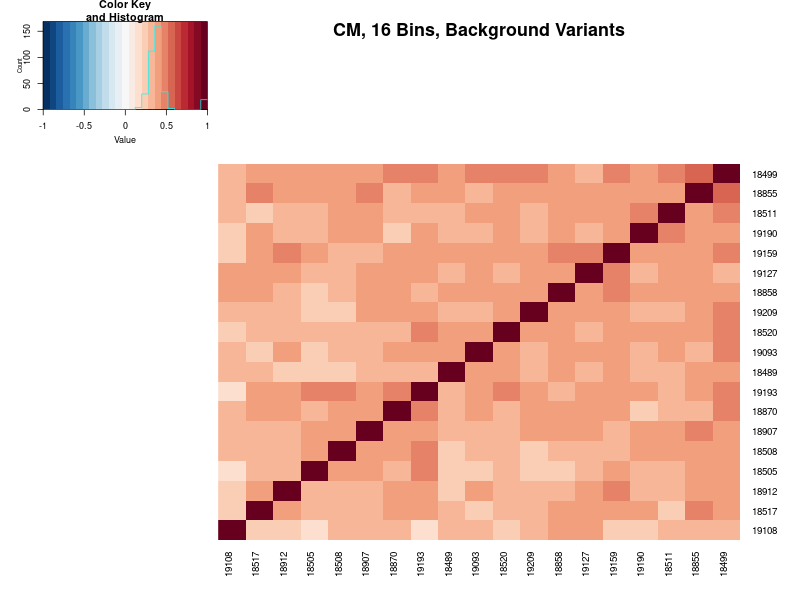 Color Key
and Histogram
CM, 16 Bins, Background Variants
Count
0 50 100 150
-1 -0.5 0 0.5 1
Value
18499
18855
18511
19190
19159
19127
18858
19209
18520
19093
18489
19193
18870
18907
18508
18505
18912
18517
19108
19108 18517 18912 18505 18508 18907 18870 19193 18489 19093 18520 19209 18858 19127 19159 19190 18511 18855 18499